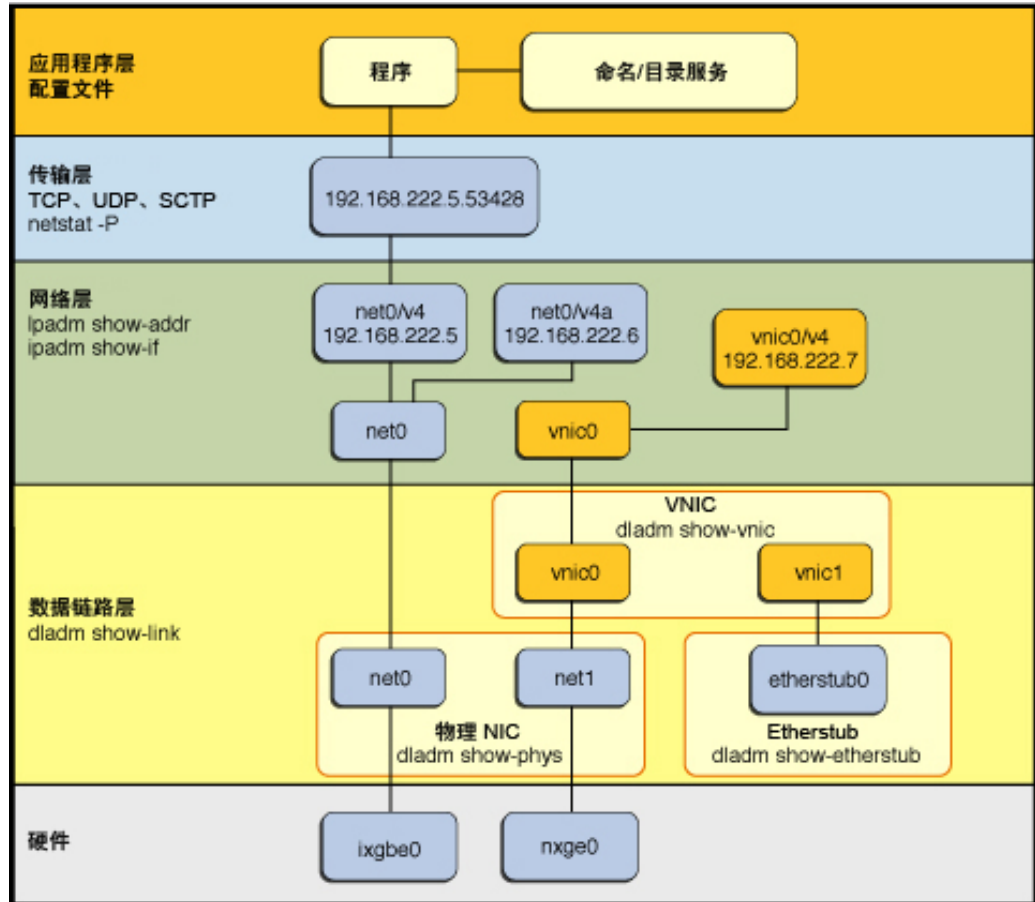 应用程序层
配置文件
程序
命名/目录服务
传输层
TCP、UDP、SCTP
netstat -P
192.168.222.5.53428
网络层
Ipadm show-addr
ipadm show-if
net0/v4
192.168.222.5
net0/v4a
192.168.222.6
vnic0/v4
192.168.222.7
net0
vnic0
VNIC
dladm show-vnic
vnic0
vnic1
数据链路层
dladm show-link
net0
net1
物理 NIC
dladm show-phys
etherstub0
Etherstub
dladm show-etherstub
硬件
ixgbe0
nxge0